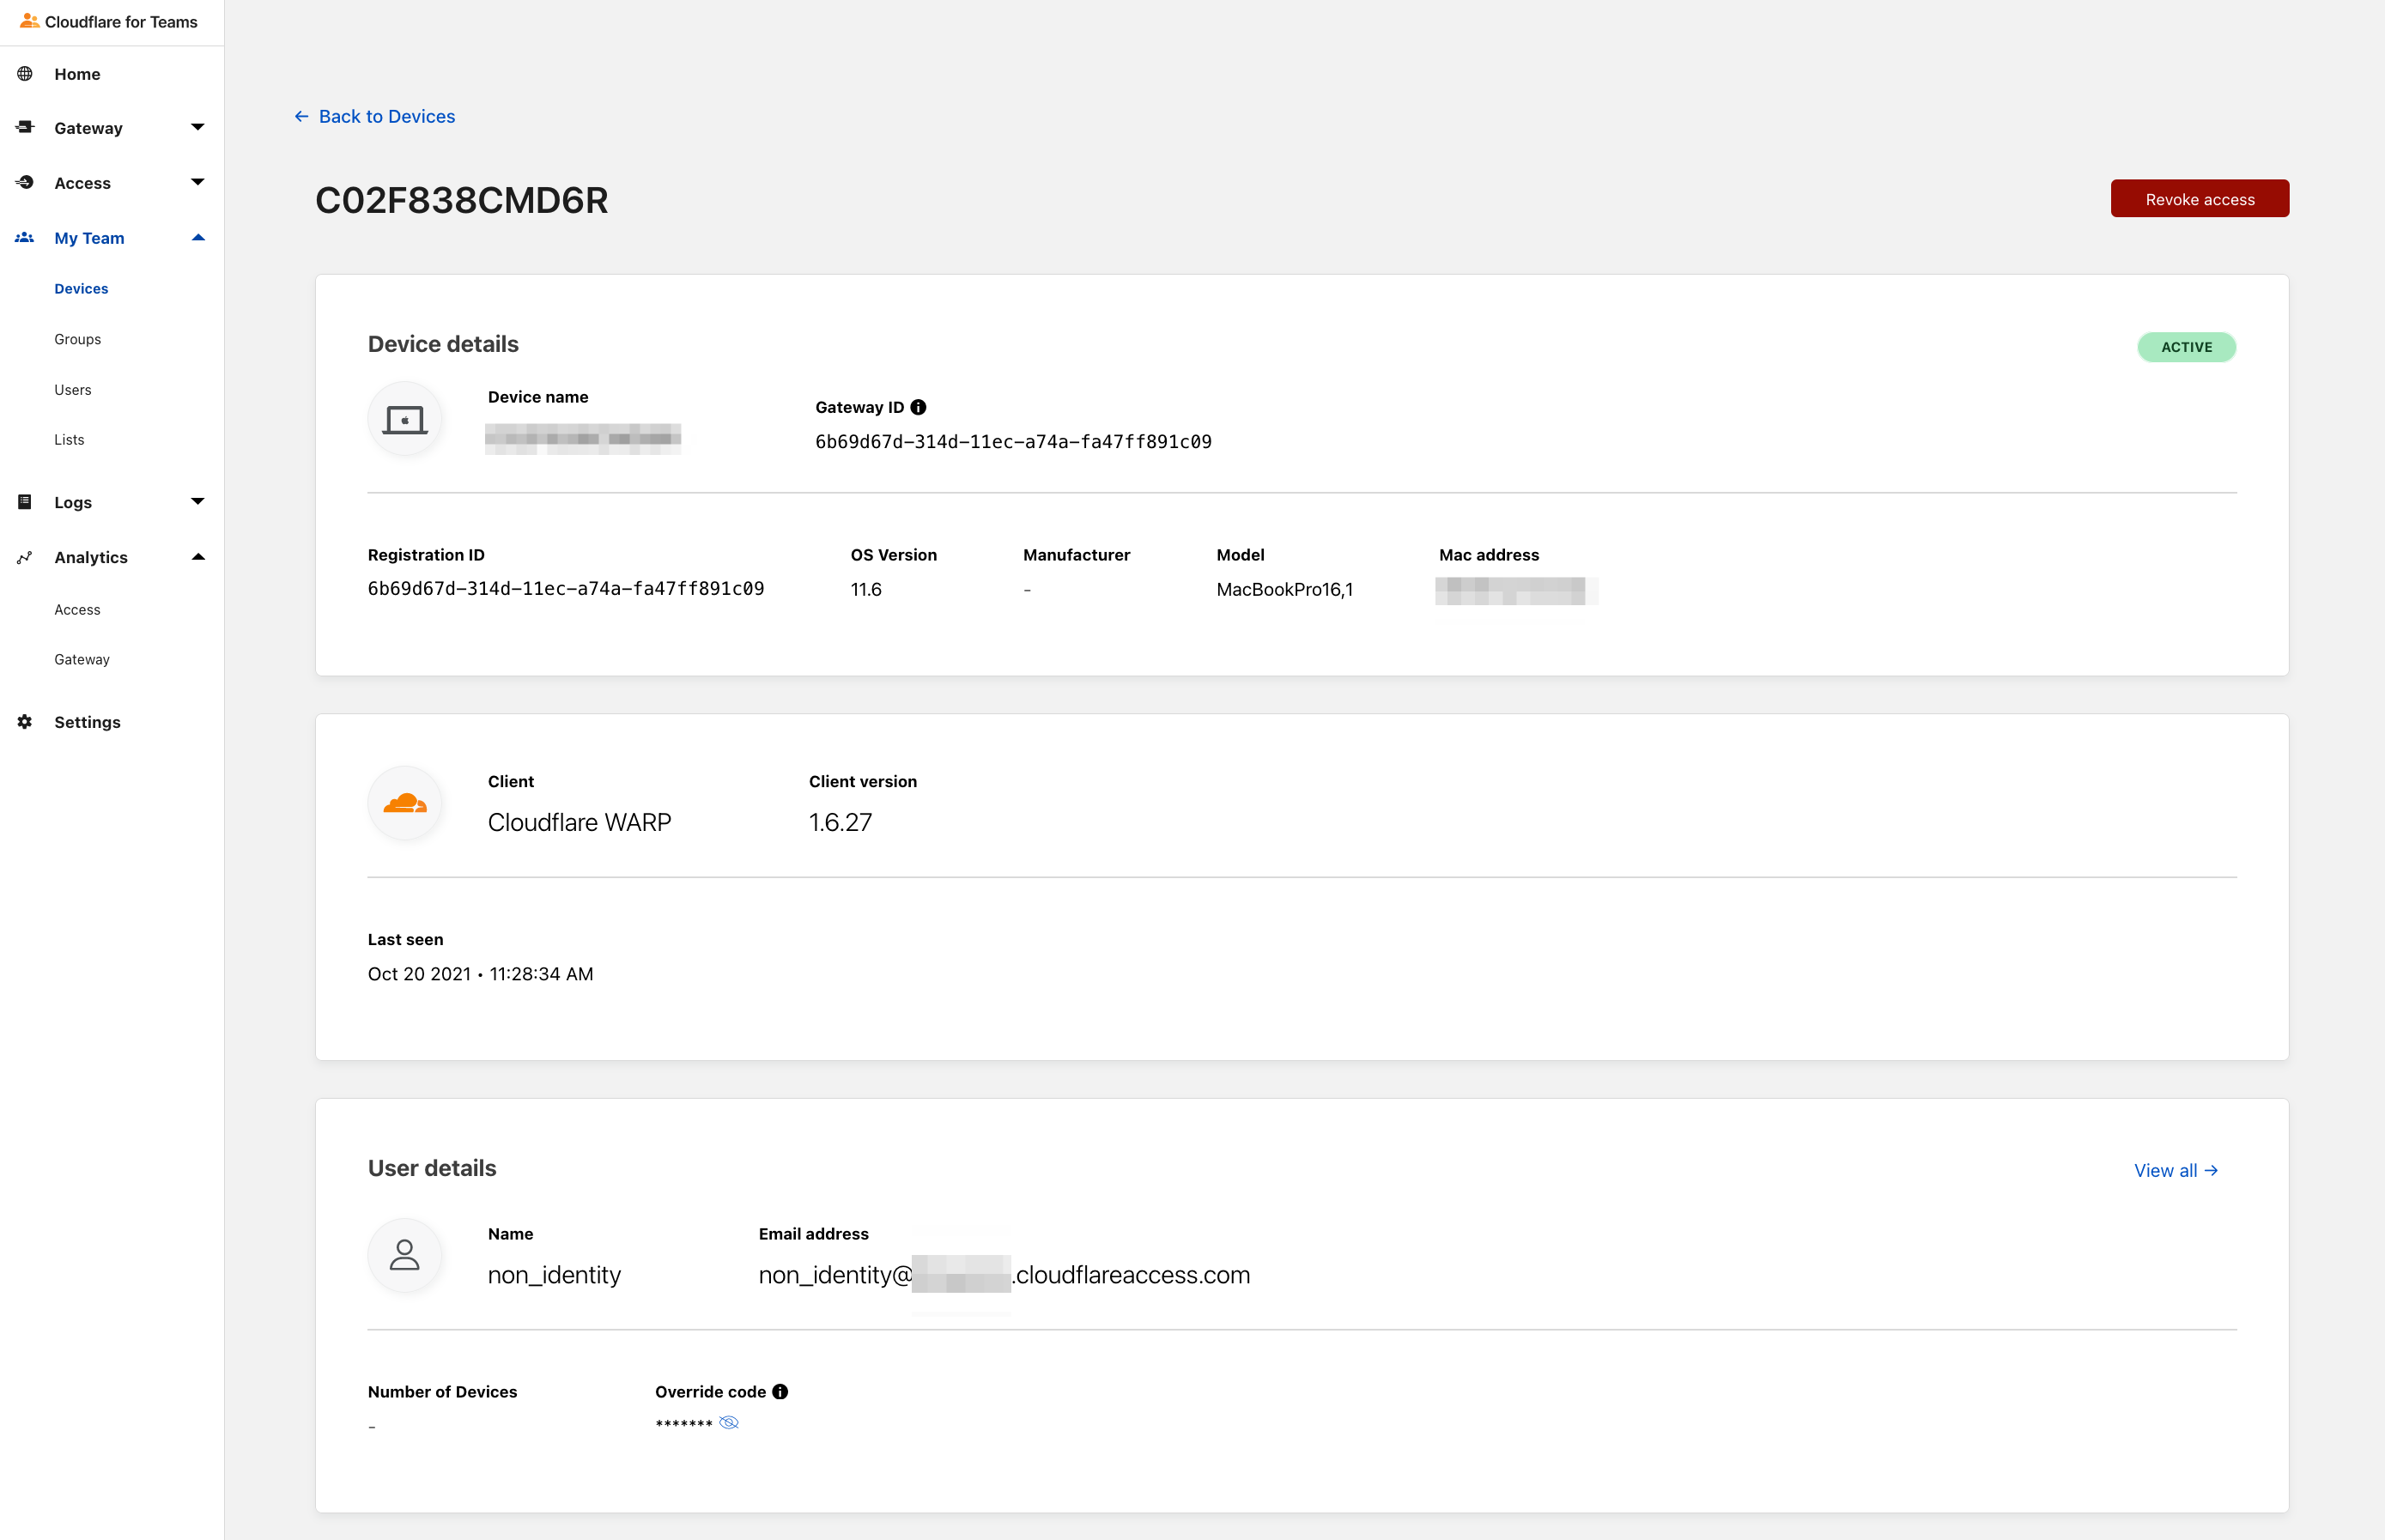 Cloudflare for Teams
Home
Gateway
Access
My Team
Devices
Groups
Users
Lists
Logs
Analytics
Access
Gateway
Settings
← Back to Devices
C02F838CMD6R
Revoke access
Device details
ACTIVE
Device name
Gateway ID
6b69d67d-314d-11ec-a74a-fa47ff891c09
Registration ID OS Version Manufacturer Model Mac address
6b69d67d-314d-11ec-a74a-fa47ff891c09 11.6 - MacBookPro16,1
Client Client version
Cloudflare WARP 1.6.27
Last seen
Oct 20 2021 • 11:28:34 AM
User details
View all →
Name Email address
non_identity non_identity@ .cloudflareaccess.com
Number of Devices Override code
- *******